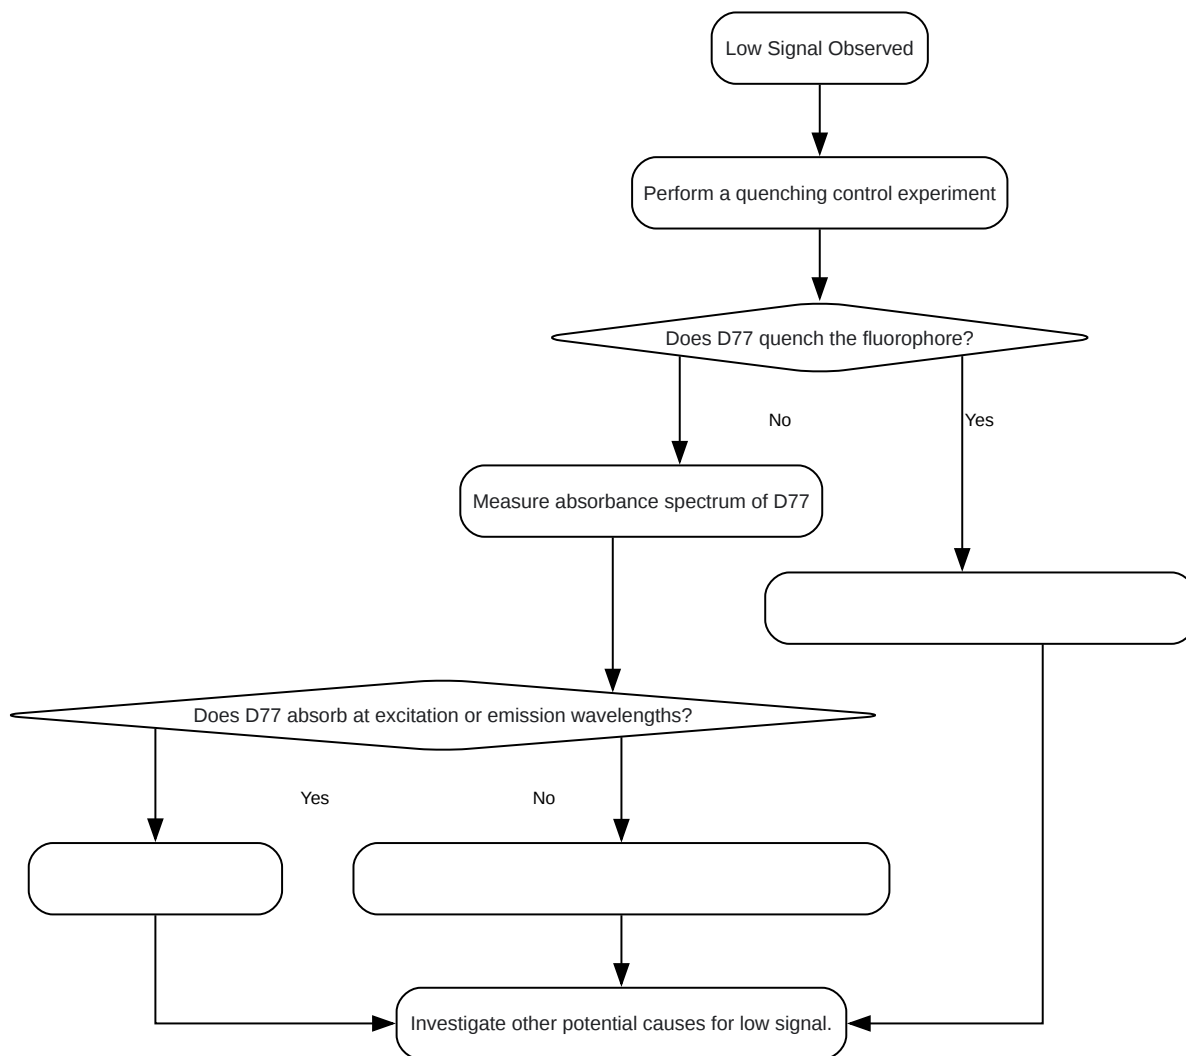 Low Signal Observed
Perform a quenching control experiment
Does D77 quench the fluorophore?
No
Yes
Measure absorbance spectrum of D77
Does D77 absorb at excitation or emission wavelengths?
Yes
No
Investigate other potential causes for low signal.